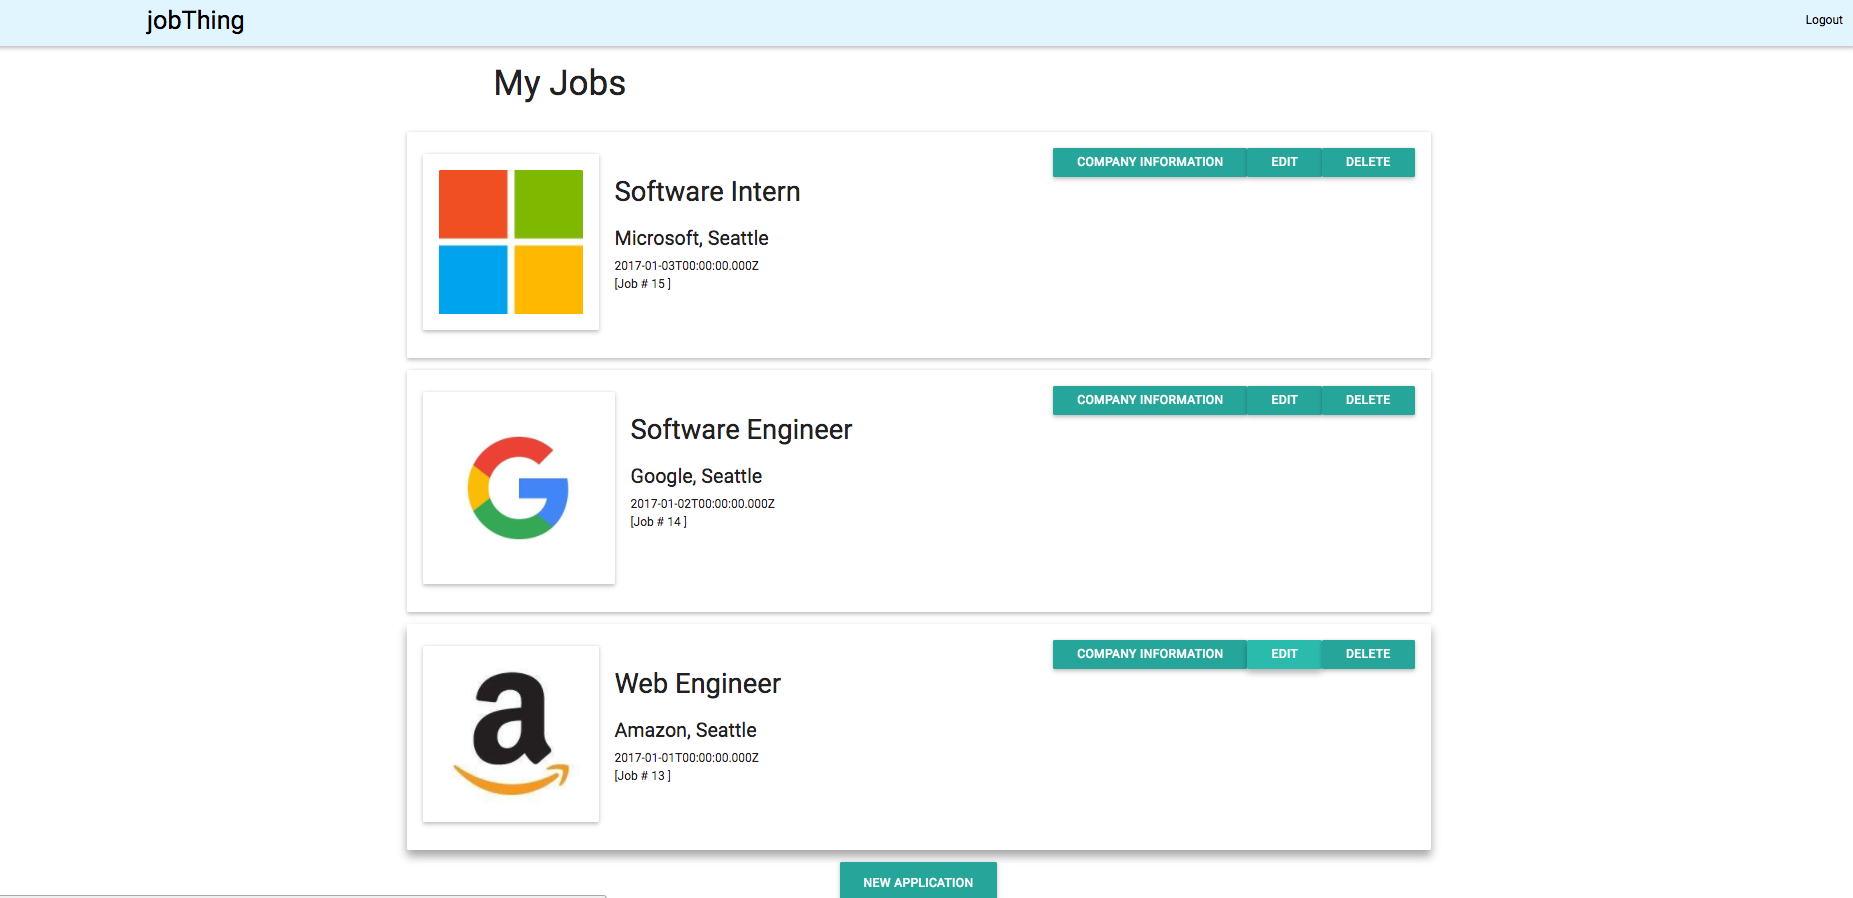 jobThing
Logout
My Jobs
COMPANY INFORMATION EDIT DELETE
Software Intern
Microsoft, Seattle
2017-01-03T00:00:00.000Z
[Job # 15 ]
COMPANY INFORMATION EDIT DELETE
Software Engineer
Google, Seattle
2017-01-02T00:00:00.000Z
[Job # 14 ]
COMPANY INFORMATION EDIT DELETE
Web Engineer
Amazon, Seattle
2017-01-01T00:00:00.000Z
[Job # 13 ]
NEW APPLICATION